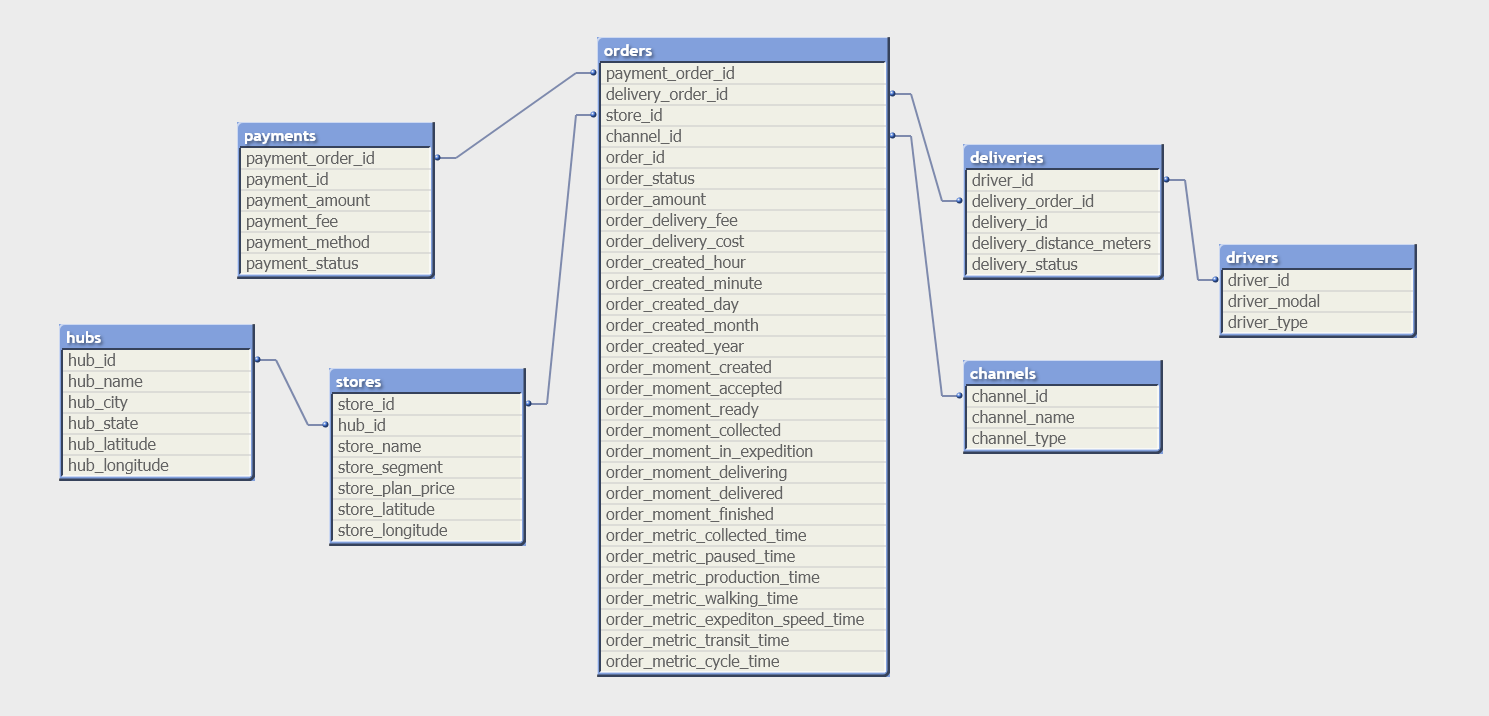 orders
payment_order_id
delivery_order_id
store_id
channel_id
order_id
order_status
order_amount
order_delivery_fee
order_delivery_cost
order_created_hour
order_created_minute
order_created_day
order_created_month
order_created_year
order_moment_created
order_moment_accepted
order_moment_ready
order_moment_collected
order_moment_in_expedition
order_moment_delivering
order_moment_delivered
order_moment_finished
order_metric_collected_time
order_metric_paused_time
order_metric_production_time
order_metric_walking_time
order_metric_expediton_speed_time
order_metric_transit_time
order_metric_cycle_time
payments
payment_order_id
payment_id
payment_amount
payment_fee
payment_method
payment_status
hubs
hub_id
hub_name
hub_city
hub_state
hub_latitude
hub_longitude
stores
store_id
hub_id
store_name
store_segment
store_plan_price
store_latitude
store_longitude
deliveries
driver_id
delivery_order_id
delivery_id
delivery_distance_meters
delivery_status
drivers
driver_id
driver_modal
driver_type
channels
channel_id
channel_name
channel_type